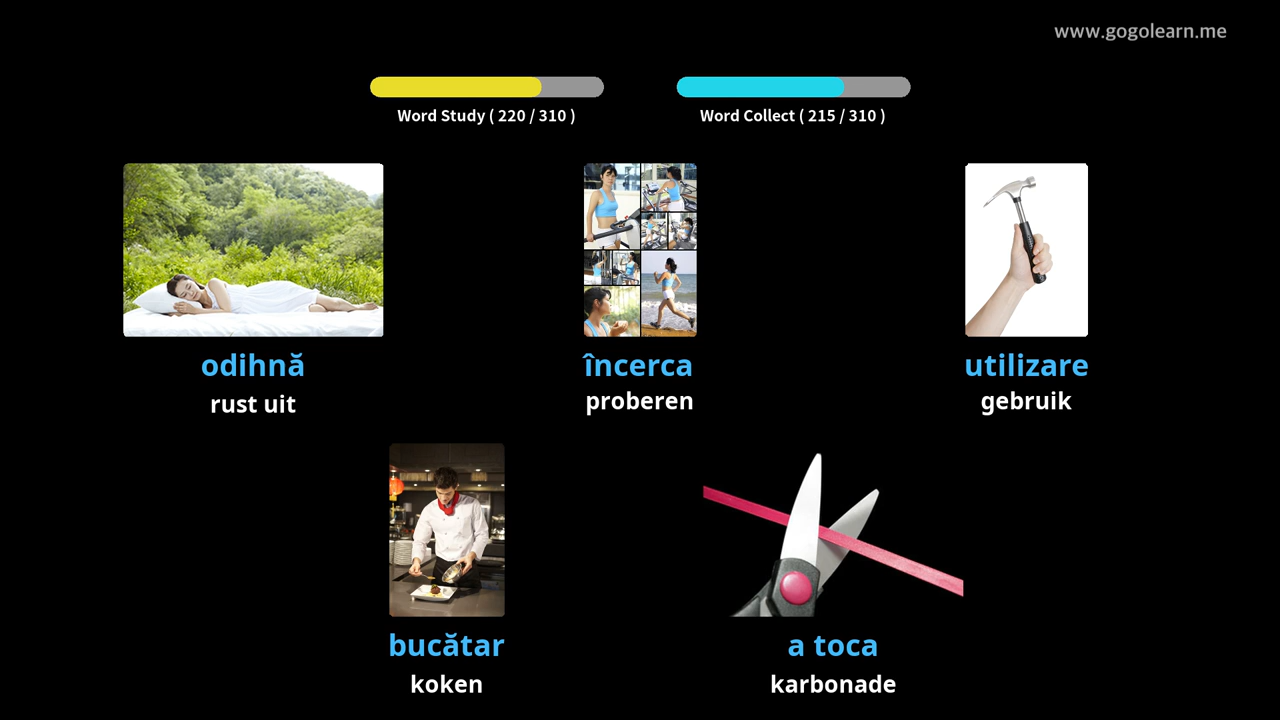 www.gogolearn.me
Word Study ( 220 / 310 )
Word Collect ( 215 / 310 )
odihnă
rust uit
încerca
proberen
utilizare
gebruik
bucătar
koken
a toca
karbonade